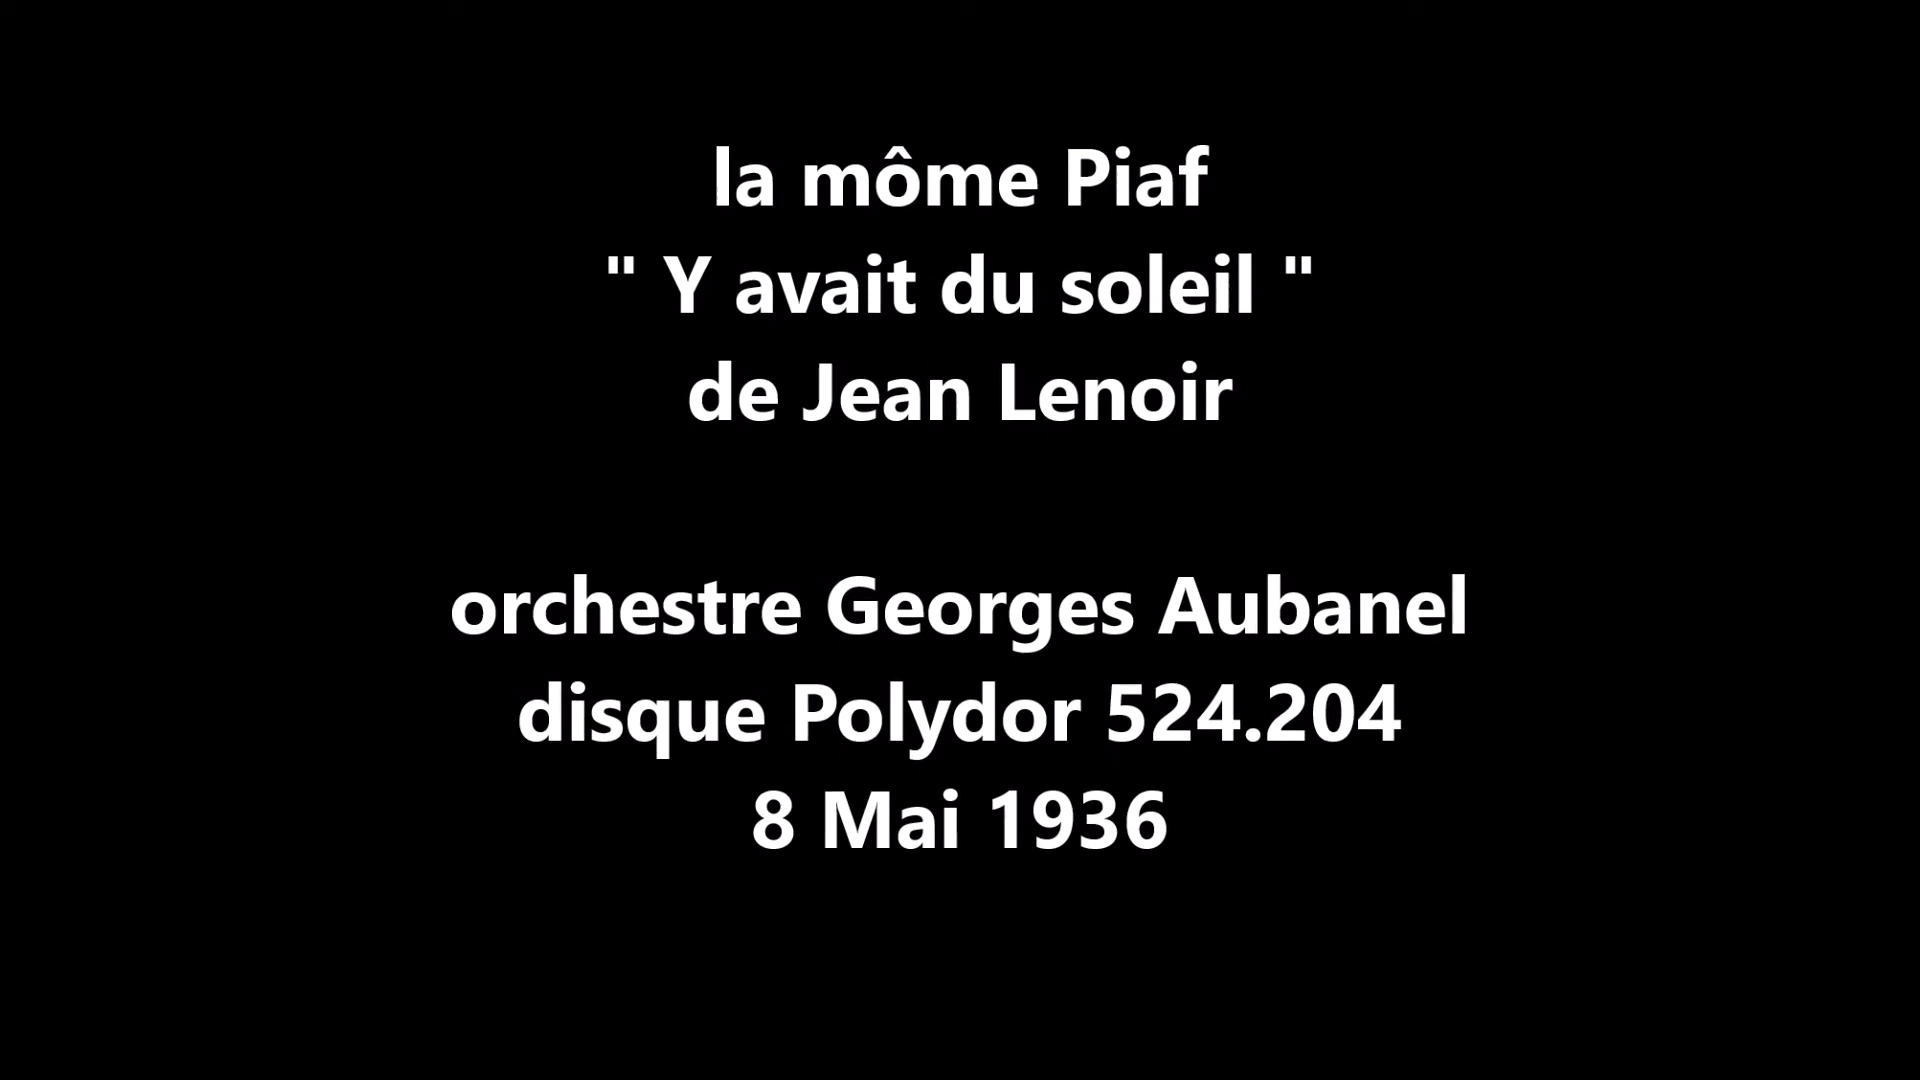 la môme Piaf
" Y avait du soleil "
de Jean Lenoir
orchestre Georges Aubanel
disque Polydor 524.204
8 Mai 1936